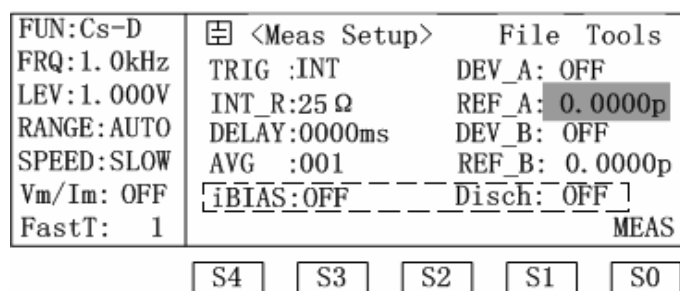 FUN:Cs-D
FRQ:1.0kHz
LEV:1.000V
RANGE:AUTO
SPEED:SLOW
Vm/Im: OFF
FastT: 1
<Meas Setup> File Tools
TRIG :INT DEV_A: OFF
INT_R:25Ω REF_A: 0.0000p
DELAY:0000ms DEV_B: OFF
AVG :001 REF_B: 0.0000p
iBIAS:OFF Disch: OFF
MEAS
S4 S3 S2 S1 S0